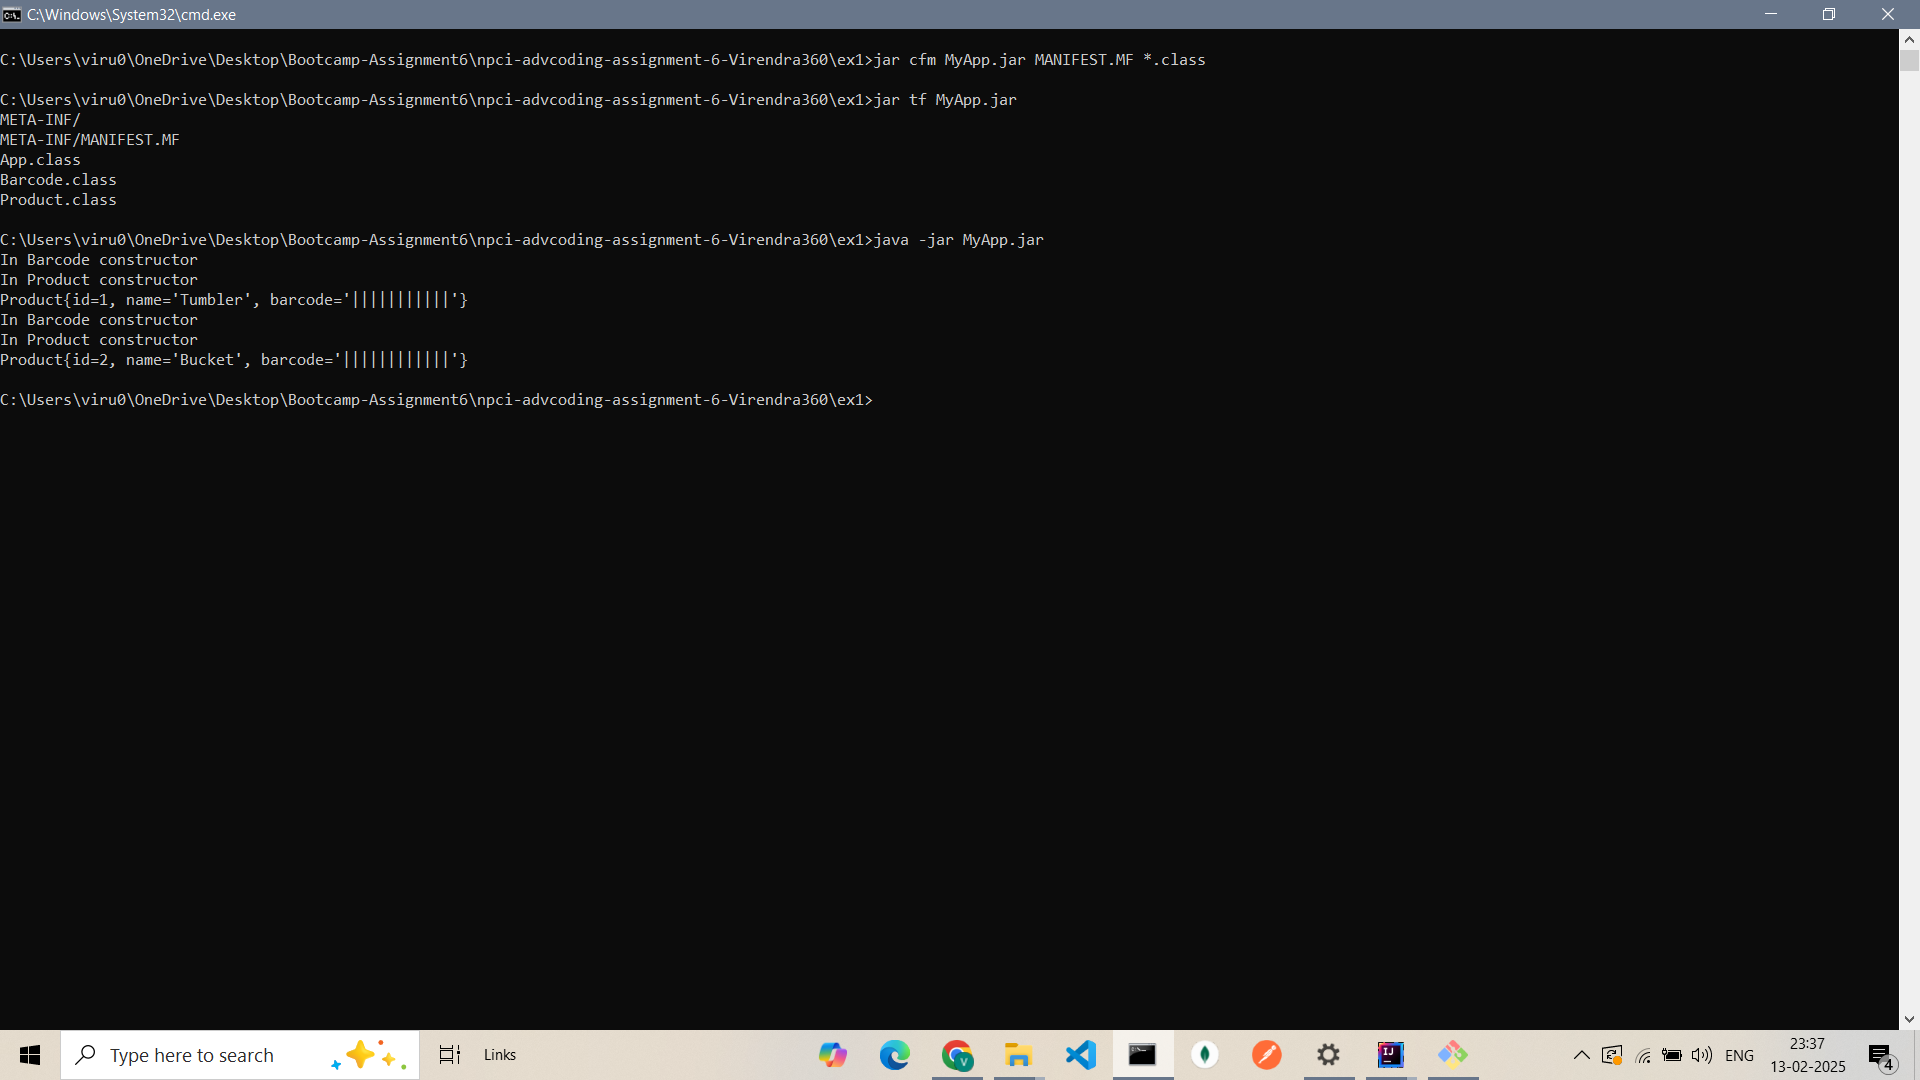 C:\Windows\System32\cmd.exe
C:\Users\viru0\OneDrive\Desktop\Bootcamp-Assignment6\npci-advcoding-assignment-6-Virendra360\ex1>jar cfm MyApp.jar MANIFEST.MF *.class
C:\Users\viru0\OneDrive\Desktop\Bootcamp-Assignment6\npci-advcoding-assignment-6-Virendra360\ex1>jar tf MyApp.jar
META-INF/
META-INF/MANIFEST.MF
App.class
Barcode.class
Product.class
C:\Users\viru0\OneDrive\Desktop\Bootcamp-Assignment6\npci-advcoding-assignment-6-Virendra360\ex1>java -jar MyApp.jar
In Barcode constructor
In Product constructor
Product{id=1, name='Tumbler', barcode='|||||||||||'}
In Barcode constructor
In Product constructor
Product{id=2, name='Bucket', barcode='||||||||||||'}
C:\Users\viru0\OneDrive\Desktop\Bootcamp-Assignment6\npci-advcoding-assignment-6-Virendra360\ex1>
Type here to search
Links
ENG
23:37
13-02-2025
4